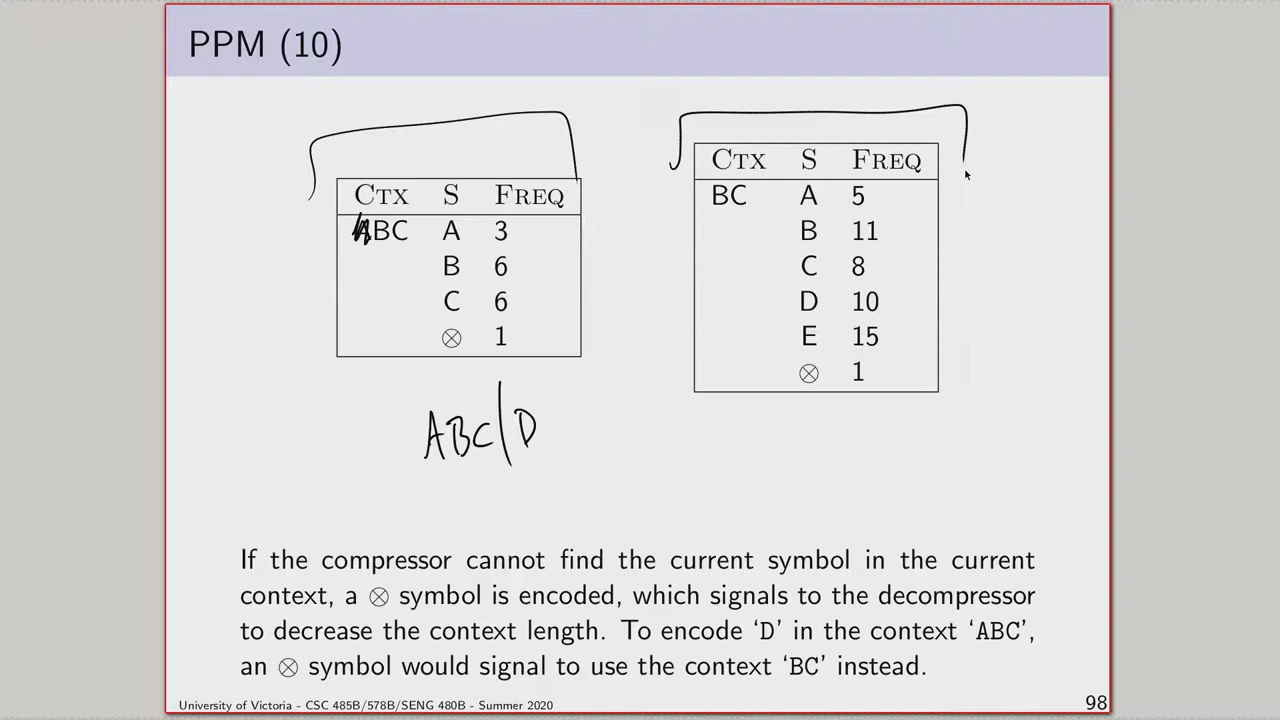 PPM (10)
CTX S FREQ
ABC A 3
B 6
C 6
⊗ 1
CTX S FREQ
BC A 5
B 11
C 8
D 10
E 15
⊗ 1
ABC|D
If the compressor cannot find the current symbol in the current
context, a ⊗ symbol is encoded, which signals to the decompressor
to decrease the context length. To encode ‘D’ in the context ‘ABC’,
an ⊗ symbol would signal to use the context ‘BC’ instead.
University of Victoria - CSC 485B/578B/SENG 480B - Summer 2020
98